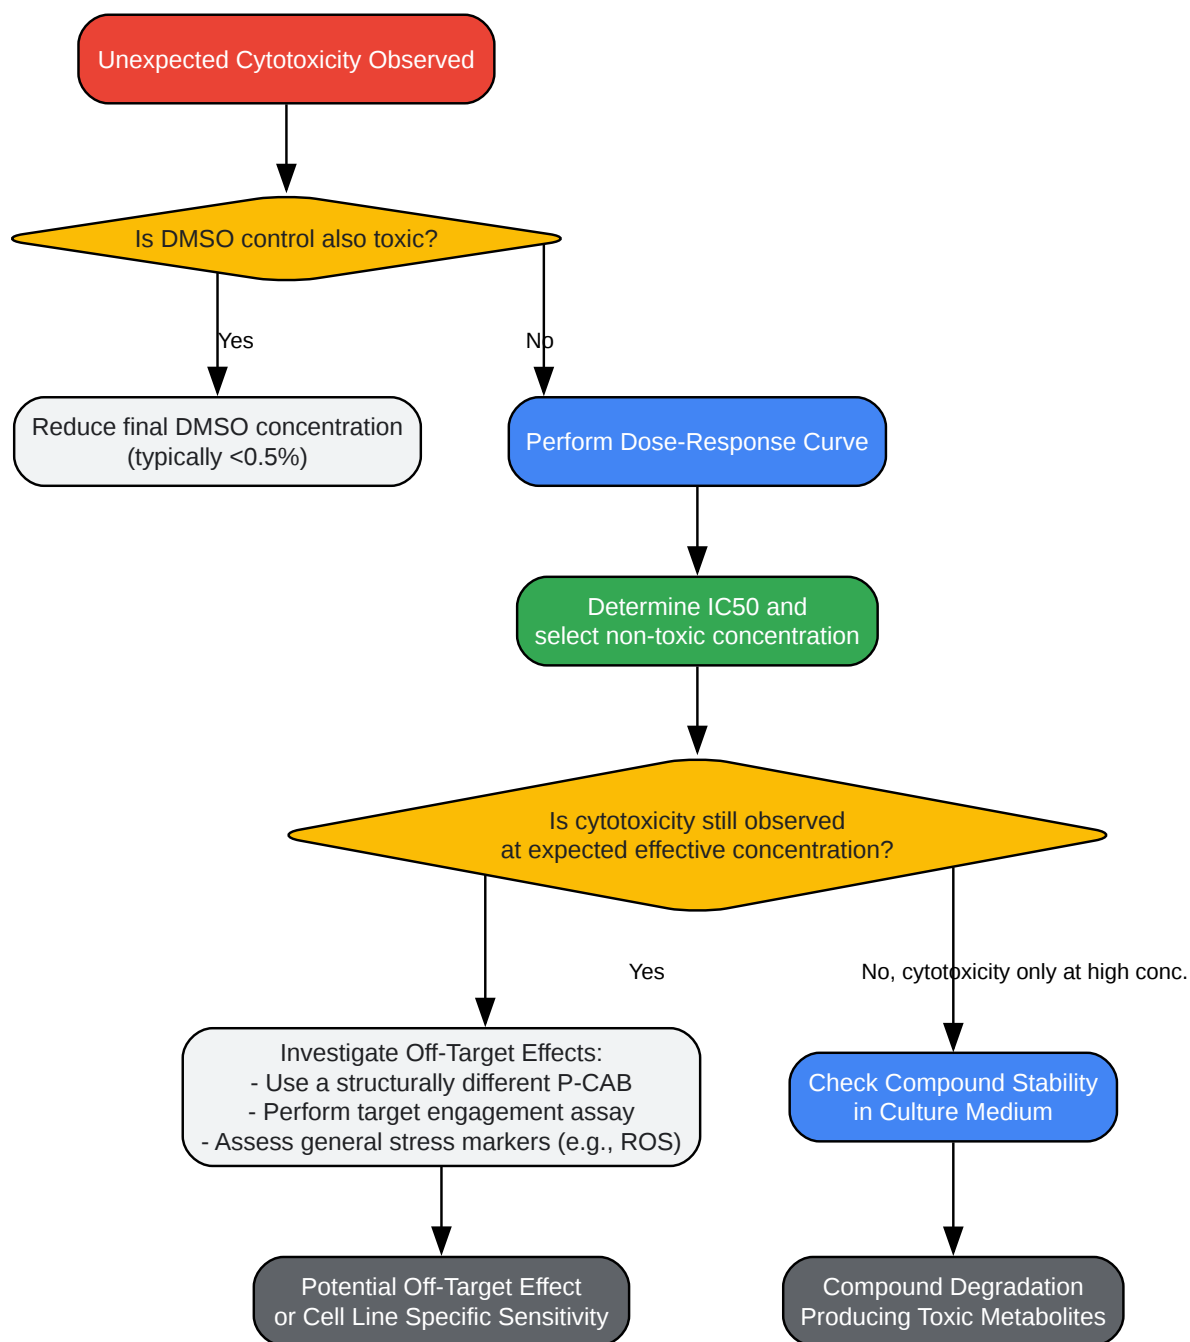 Unexpected Cytotoxicity Observed
Is DMSO control also toxic?
Yes
No
Reduce final DMSO concentration
(typically <0.5%)
Perform Dose-Response Curve
Determine IC50 and
select non-toxic concentration
Is cytotoxicity still observed
at expected effective concentration?
Yes
No, cytotoxicity only at high conc.
Investigate Off-Target Effects:
- Use a structurally different P-CAB
- Perform target engagement assay
- Assess general stress markers (e.g., ROS)
Check Compound Stability
in Culture Medium
Potential Off-Target Effect
or Cell Line Specific Sensitivity
Compound Degradation
Producing Toxic Metabolites